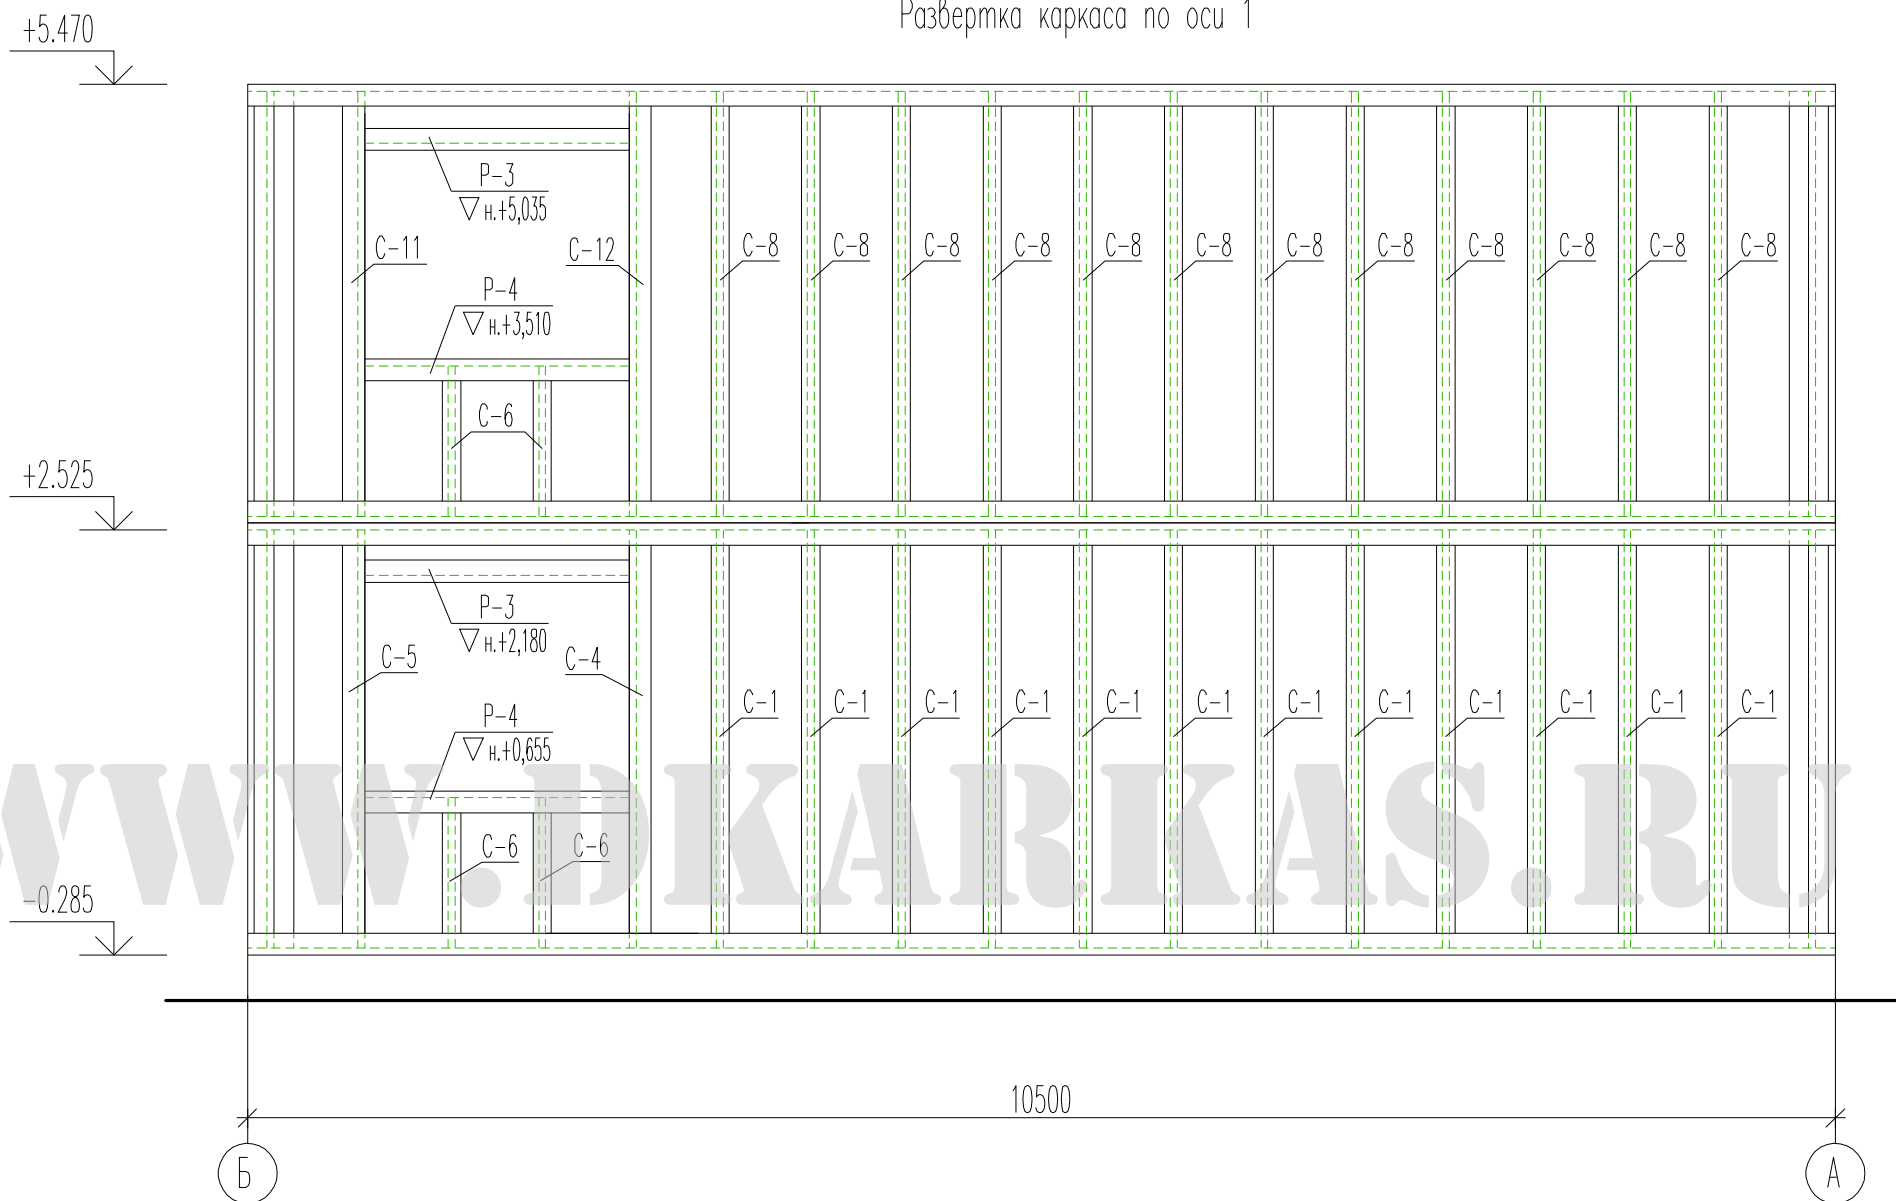 Развертка каркаса по оси 1
+5.470
Р-3
н.+5,035
С-11
С-12
С-8 С-8 С-8 С-8 С-8 С-8 С-8 С-8 С-8 С-8 С-8 С-8
Р-4
н.+3,510
С-6
+2.525
Р-3
н.+2,180
С-5
С-4
С-1 С-1 С-1 С-1 С-1 С-1 С-1 С-1 С-1 С-1 С-1 С-1
Р-4
н.+0,655
WWW.DKARKAS.RU
С-6 С-6
-0.285
10500
Б А